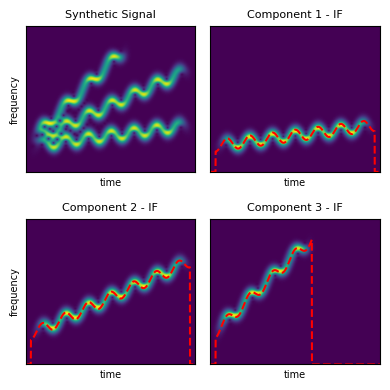 Synthetic Signal
Component 1 - IF
frequency
time
time
Component 2 - IF
Component 3 - IF
frequency
time
time